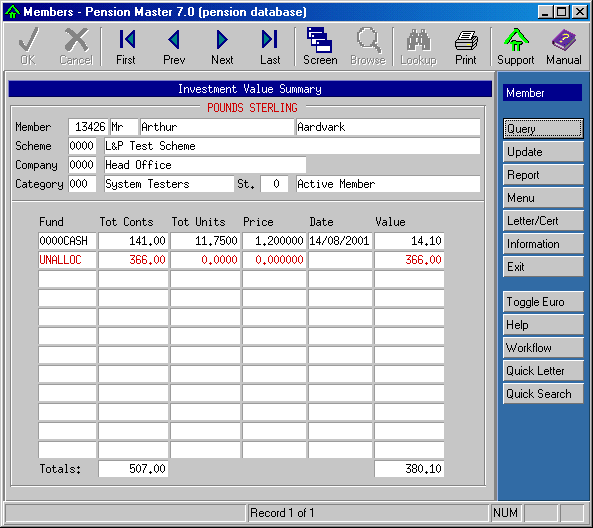 Members - Pension Master 7.0 (pension database)
OK Cancel First Prev Next Last Screen Browse Lookup Print Support Manual
Investment Value Summary
POUNDS STERLING
Member 13426 Mr Arthur Aardvark
Scheme 0000 L&P Test Scheme
Company 0000 Head Office
Category 000 System Testers St. 0 Active Member
Fund Tot Conts Tot Units Price Date Value
0000CASH 141.00 11.7500 1.200000 14/08/2001 14.10
UNALLOC 366.00 0.0000 0.000000 366.00
Totals: 507.00 380.10
Member
Query
Update
Report
Menu
Letter/Cert
Information
Exit
Toggle Euro
Help
Workflow
Quick Letter
Quick Search
Record 1 of 1 NUM